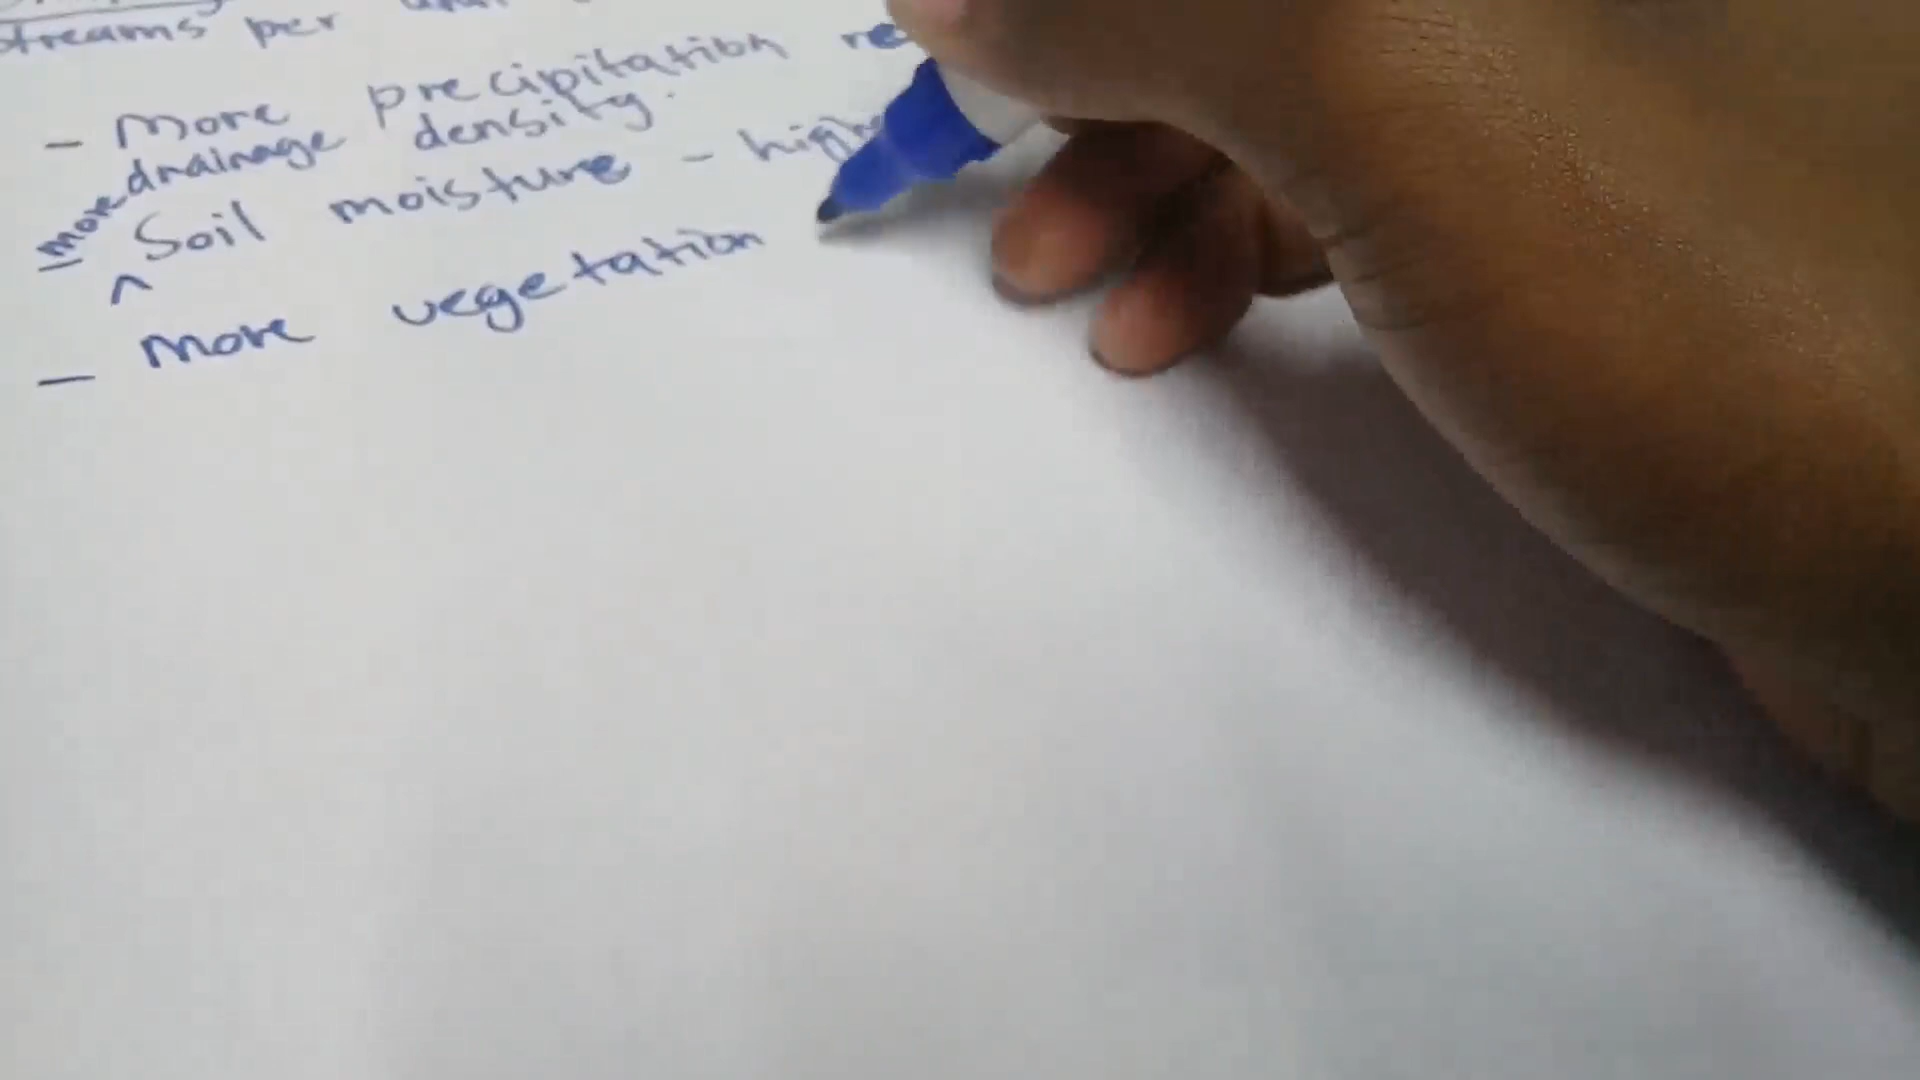 streams per
- More precipitation
drainage density.
- more Soil moisture - high
- More vegetation